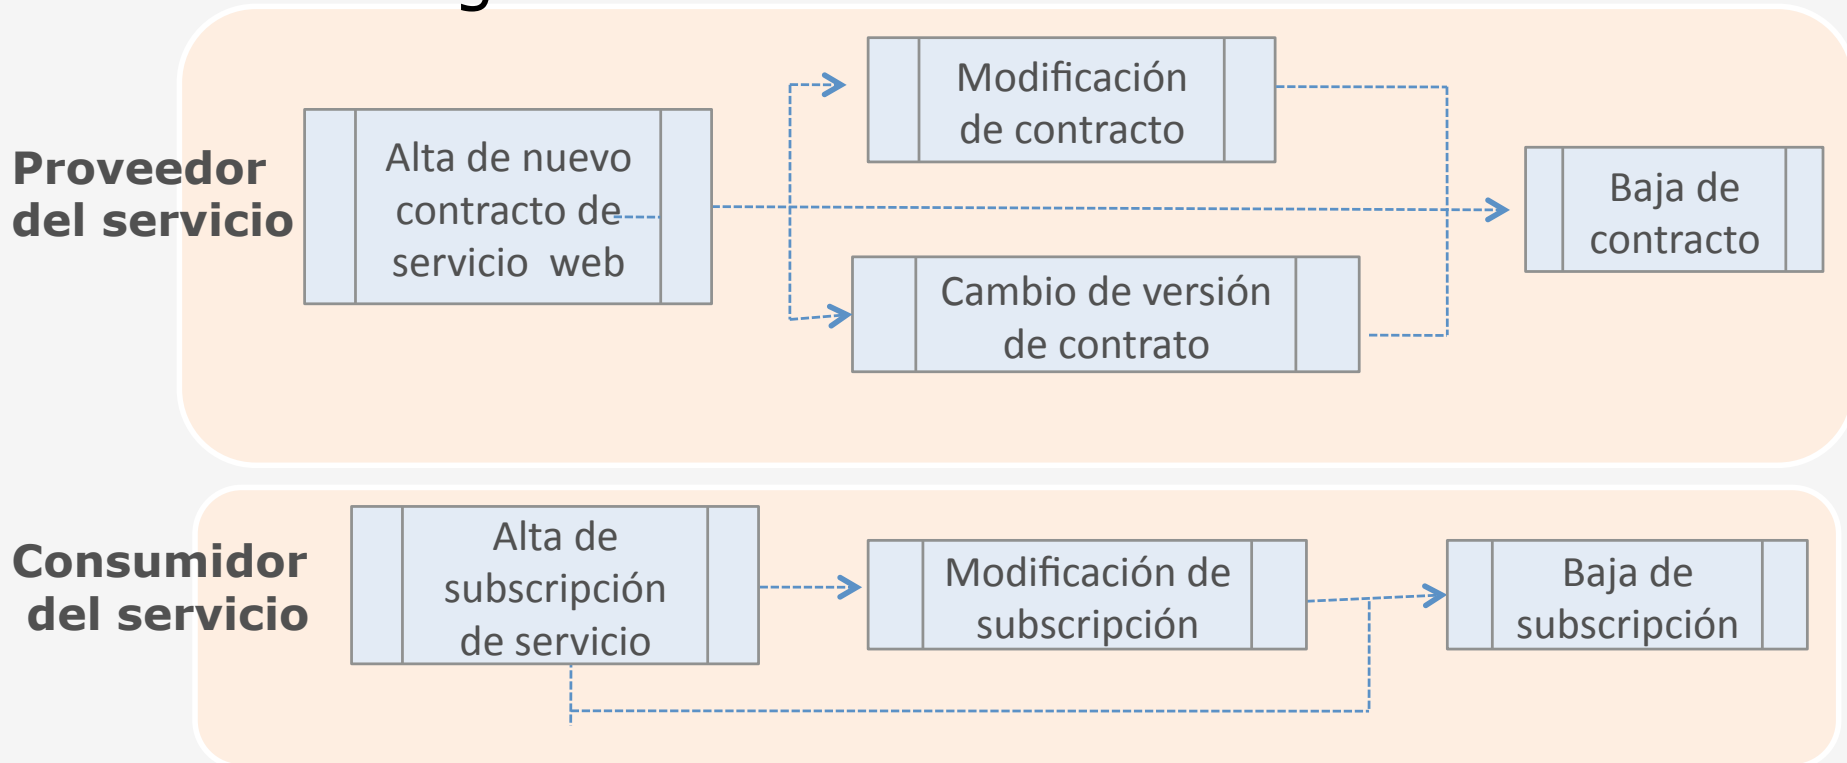 Proveedor
del servicio
Alta de nuevo
contracto de
servicio web
Modificación
de contracto
Cambio de versión
de contrato
Baja de
contracto
Consumidor
del servicio
Alta de
subscripción
de servicio
Modificación de
subscripción
Baja de
subscripción